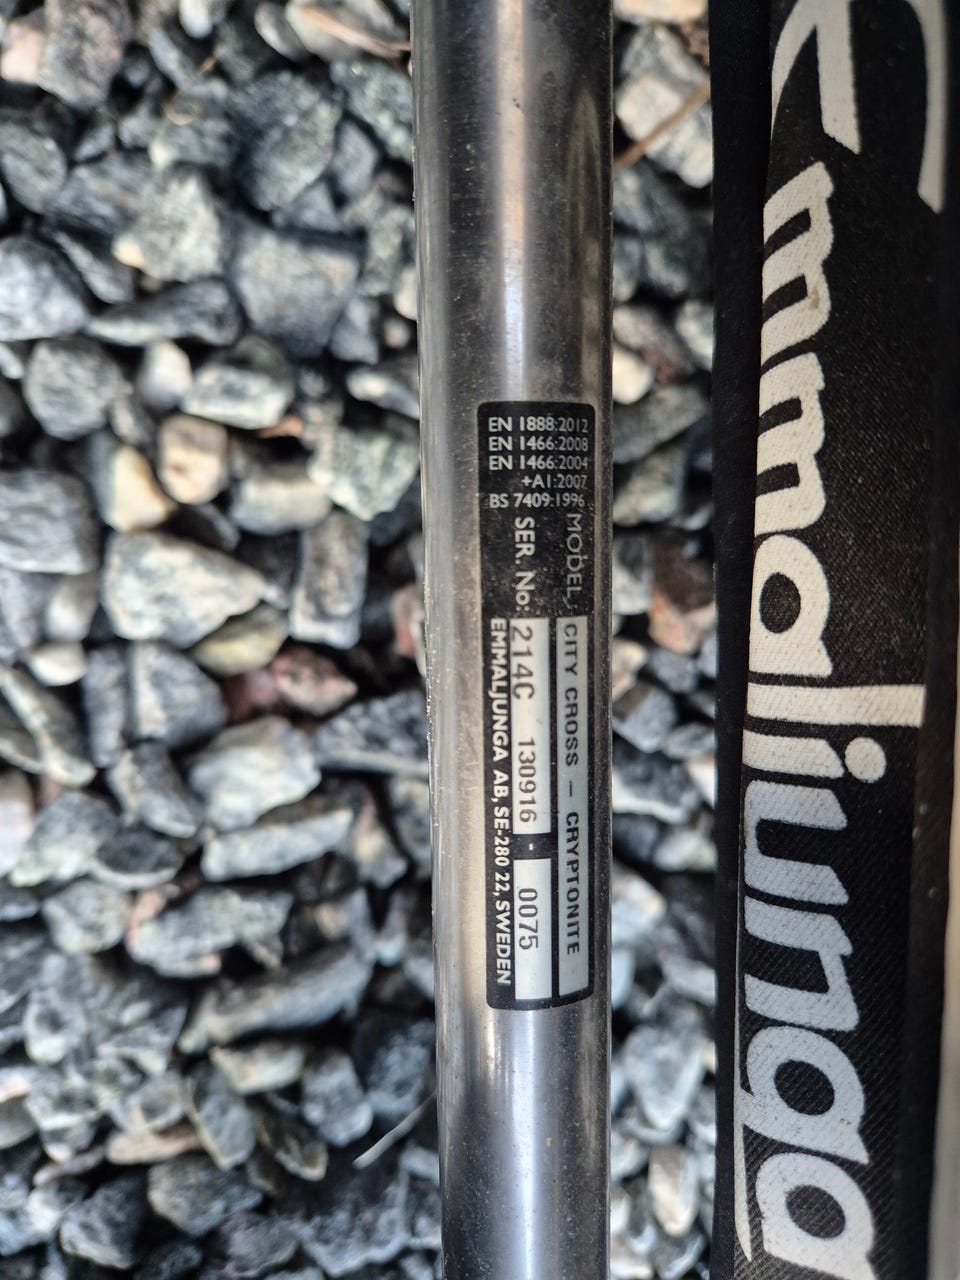 EN 1888:2012
EN 1466:2008
EN 1466:2004
+A1:2007
BS 7409:1996
MODEL
CITY CROSS - CRYPTONITE
SER. No:
214C 130916 - 0075
EMMALJUNGA AB, SE-280 22, SWEDEN
Emmaljunga